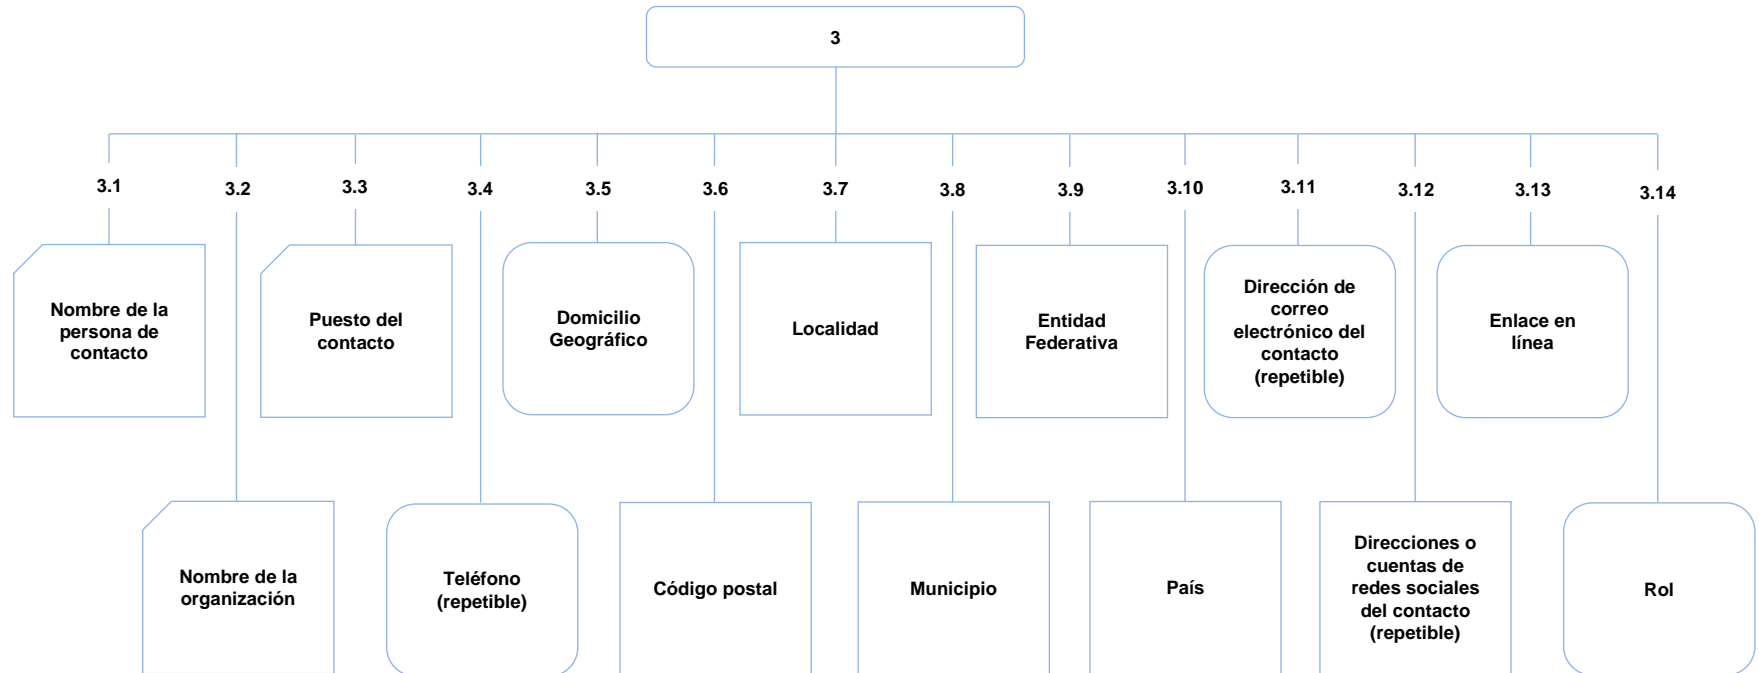 3
3.1
3.2
3.3
3.4
3.5
3.6
3.7
3.8
3.9
3.10
3.11
3.12
3.13
3.14
Nombre de la
persona de
contacto
Puesto del
contacto
Domicilio
Geográfico
Localidad
Entidad
Federativa
Dirección de
correo
electrónico del
contacto
(repetible)
Enlace en
línea
Nombre de la
organización
Teléfono
(repetible)
Código postal
Municipio
País
Direcciones o
cuentas de
redes sociales
del contacto
(repetible)
Rol